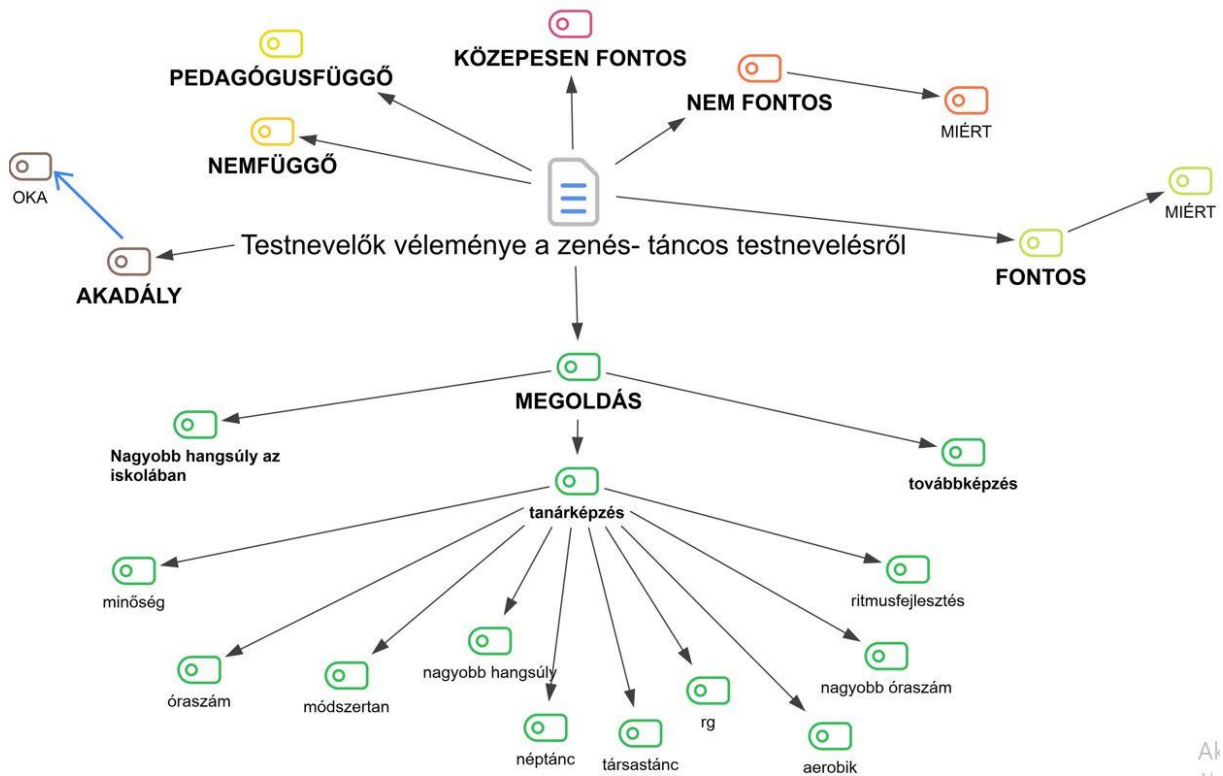 KÖZEPESEN FONTOS
PEDAGÓGUSFÜGGŐ
NEM FONTOS
MIÉRT
NEMFÜGGŐ
OKA
MIÉRT
Testnevelők véleménye a zenés- táncos testnevelésről
FONTOS
AKADÁLY
MEGOLDÁS
Nagyobb hangsúly az
iskolában
továbbképzés
tanárképzés
minőség
ritmusfejlesztés
nagyobb hangsúly
óraszám
módszertan
nagyobb óraszám
rg
néptánc
társastánc
aerobik